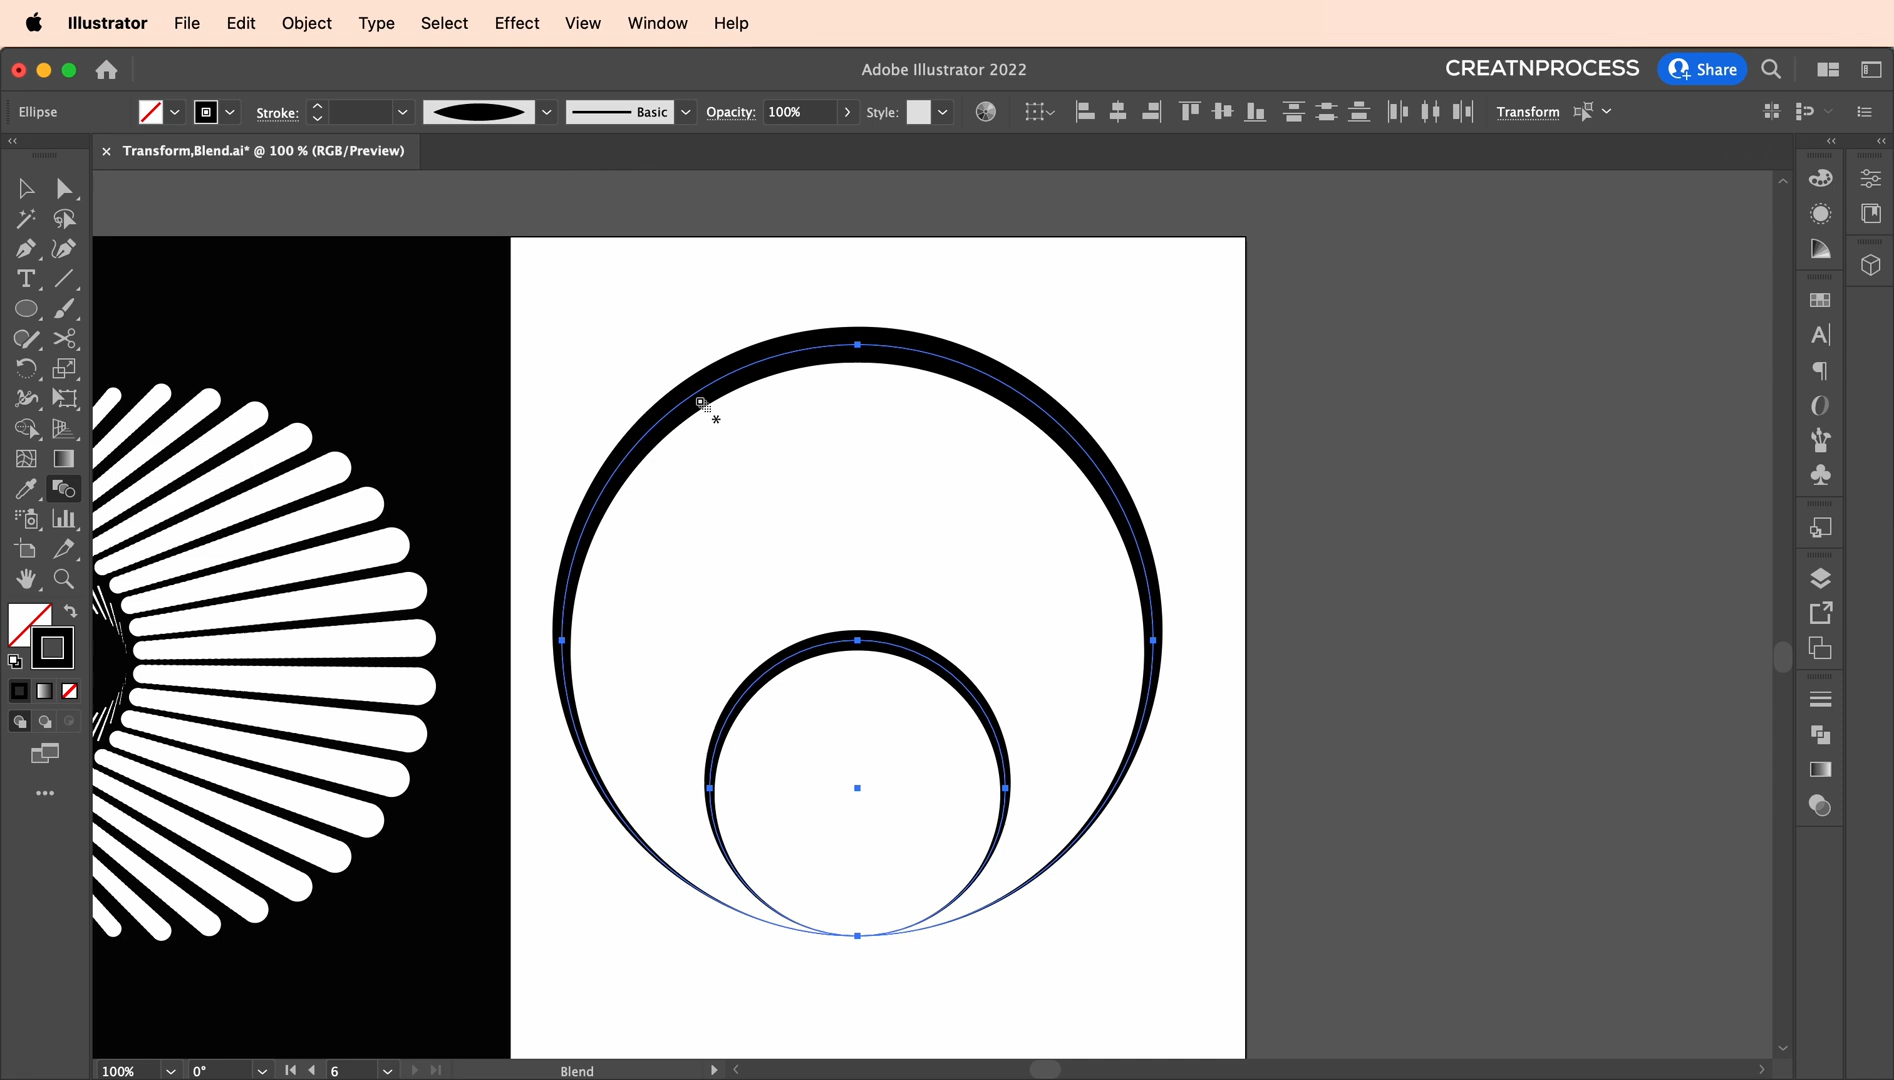 Illustrator File Edit Object Type Select Effect View Window Help
Adobe Illustrator 2022
CREATNPROCESS
Share
Ellipse
Stroke:
Basic
Opacity: 100%
Style:
Transform
× Transform,Blend.ai* @ 100 % (RGB/Preview)
100% 0° 6 Blend